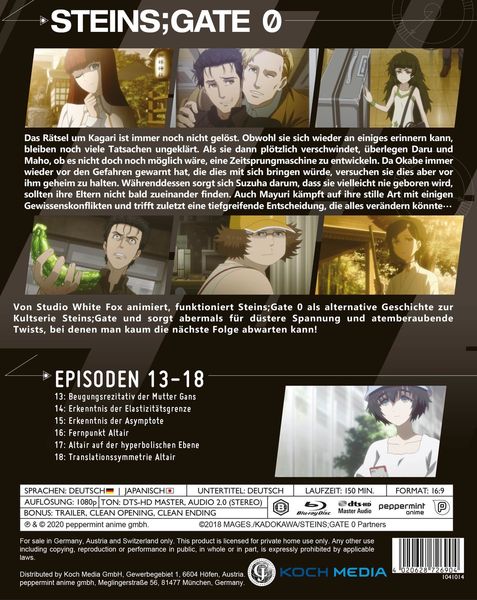 STEINS;GATE 0
Das Rätsel um Kagari ist immer noch nicht gelöst. Obwohl sie sich wieder an einiges erinnern kann,
bleiben noch viele Tatsachen ungeklärt. Als sie dann plötzlich verschwindet, überlegen Daru und
Maho, ob es nicht doch noch möglich wäre, eine Zeitsprungmaschine zu entwickeln. Da Okabe immer
wieder vor den Gefahren gewarnt hat, die dies mit sich bringen würde, versuchen sie dies aber vor
ihm geheim zu halten. Währenddessen sorgt sich Suzuha darum, dass sie vielleicht nie geboren wird,
sollten ihre Eltern nicht bald zueinander finden. Auch Mayuri kämpft auf ihre stille Art mit einigen
Gewissenskonflikten und trifft zuletzt eine tiefgreifende Entscheidung, die alles verändern könnte…
Von Studio White Fox animiert, funktioniert Steins;Gate 0 als alternative Geschichte zur
Kultserie Steins;Gate und sorgt abermals für düstere Spannung und atemberaubende
Twists, bei denen man kaum die nächste Folge abwarten kann!
EPISODEN 13-18
13: Beugungsrezitativ der Mutter Gans
14: Erkenntnis der Elastizitätsgrenze
15: Erkenntnis der Asymptote
16: Fernpunkt Altair
17: Altair auf der hyperbolischen Ebene
18: Translationssymmetrie Altair
SPRACHEN: DEUTSCH | JAPANISCH UNTERTITEL: DEUTSCH LAUFZEIT: 150 MIN. FORMAT: 16:9
AUFLÖSUNG: 1080p TON: DTS-HD MASTER, AUDIO 2.0 (STEREO)
BONUS: TRAILER, CLEAN OPENING, CLEAN ENDING
B Blu-ray Disc dts-HD Master Audio peppermint anime p
℗ & © 2020 peppermint anime gmbh. ©2018 MAGES./KADOKAWA/STEINS;GATE 0 Partners
For sale in Germany, Austria and Switzerland only. This product is licensed for private home use only. Any other use
including copying, reproduction or performance in public, in whole or in part, is expressly prohibited by applicable
laws.
Distributed by Koch Media GmbH, Gewerbegebiet 1, 6604 Höfen, Austria.
peppermint anime gmbh, Meglingerstraße 56, 81477 München, Germany.
KOCH MEDIA
4 020628 726904
1041014